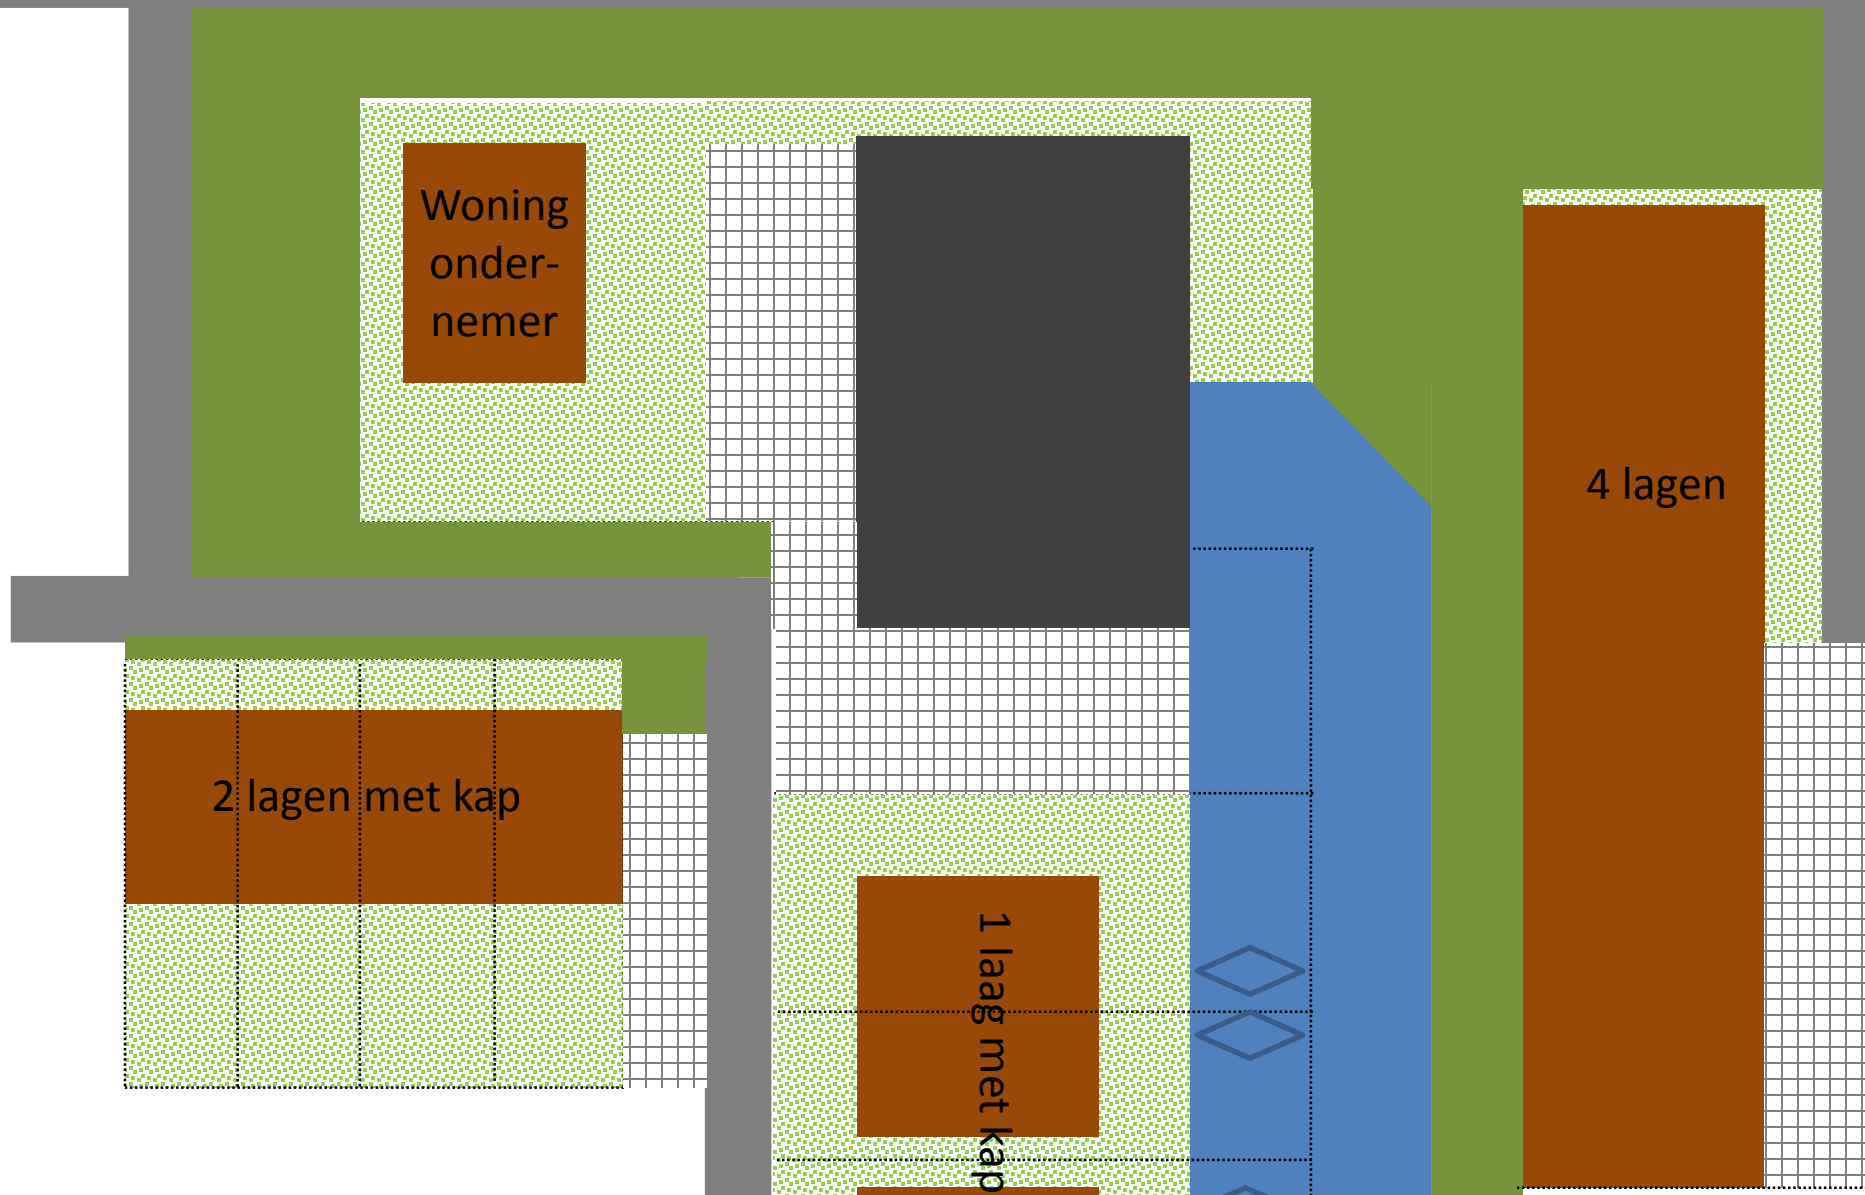 Woning
onder-
nemer
4 lagen
2 lagen met kap
1 laag met kap